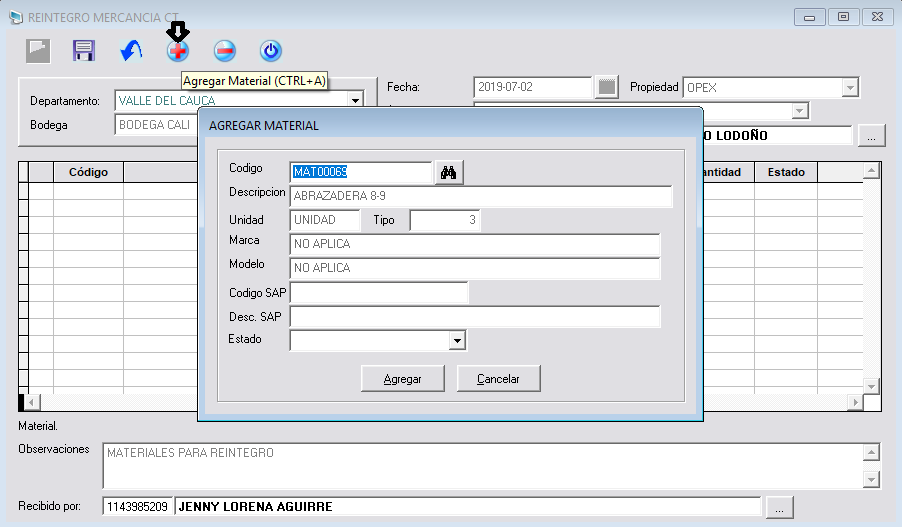 REINTEGRO MERCANCIA CT
Agregar Material (CTRL+A)
Departamento: VALLE DEL CAUCA
Bodega BODEGA CALI
Fecha: 2019-07-02 Propiedad OPEX
O LODOÑO ...
Código antidad Estado
AGREGAR MATERIAL
Codigo MAT00069
Descripcion ABRAZADERA 8-9
Unidad UNIDAD Tipo 3
Marca NO APLICA
Modelo NO APLICA
Codigo SAP
Desc. SAP
Estado
Agregar Cancelar
Material.
Observaciones MATERIALES PARA REINTEGRO
Recibido por: 1143985209 JENNY LORENA AGUIRRE ...